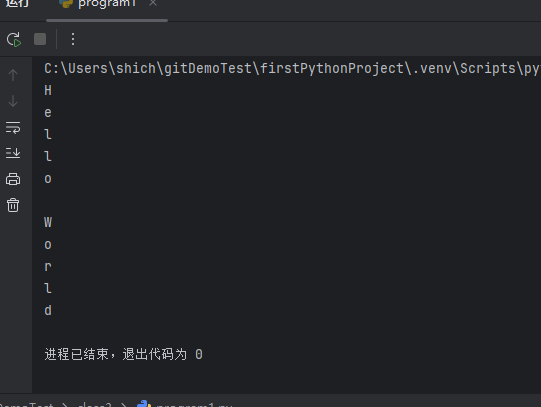 运行
program1
C:\Users\shich\gitDemoTest\firstPythonProject\.venv\Scripts\py
H
e
l
l
o
W
o
r
l
d
进程已结束，退出代码为 0